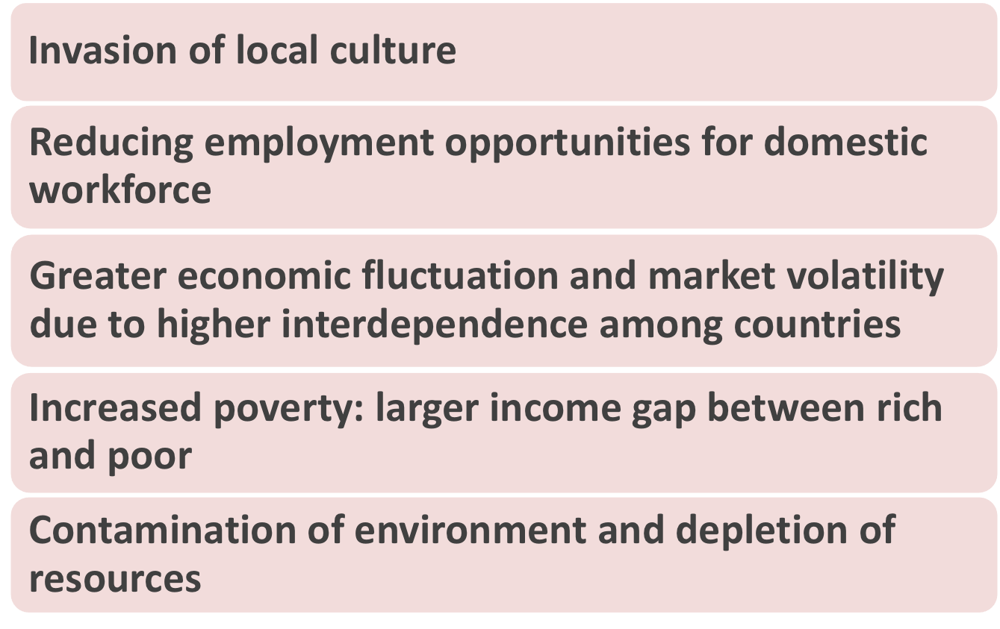 Invasion of local culture
Reducing employment opportunities for domestic
workforce
Greater economic fluctuation and market volatility
due to higher interdependence among countries
Increased poverty: larger income gap between rich
and poor
Contamination of environment and depletion of
resources